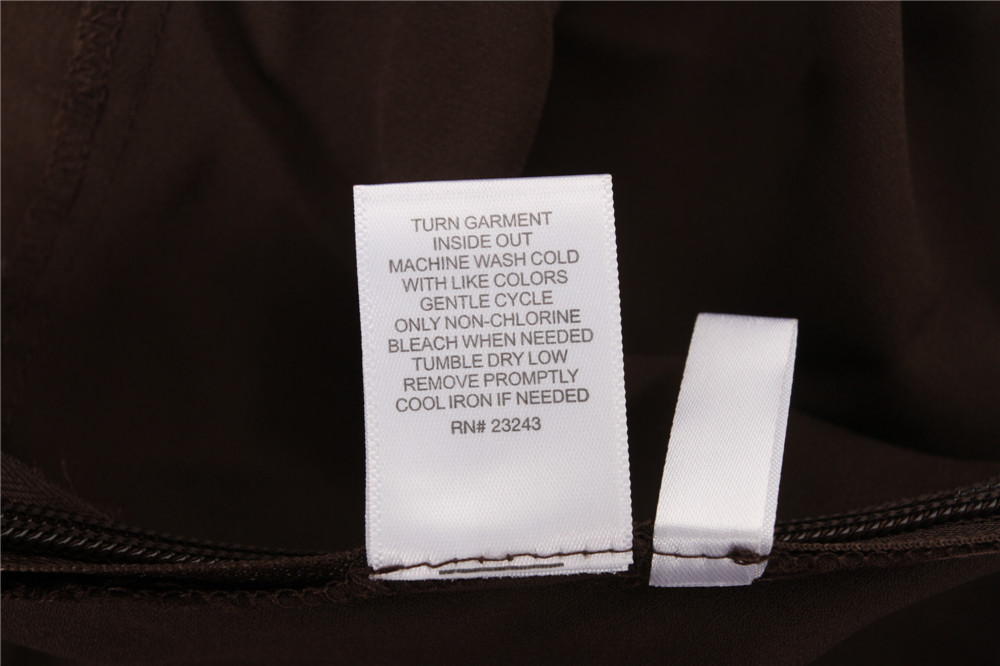 TURN GARMENT
INSIDE OUT
MACHINE WASH COLD
WITH LIKE COLORS
GENTLE CYCLE
ONLY NON-CHLORINE
BLEACH WHEN NEEDED
TUMBLE DRY LOW
REMOVE PROMPTLY
COOL IRON IF NEEDED
RN# 23243